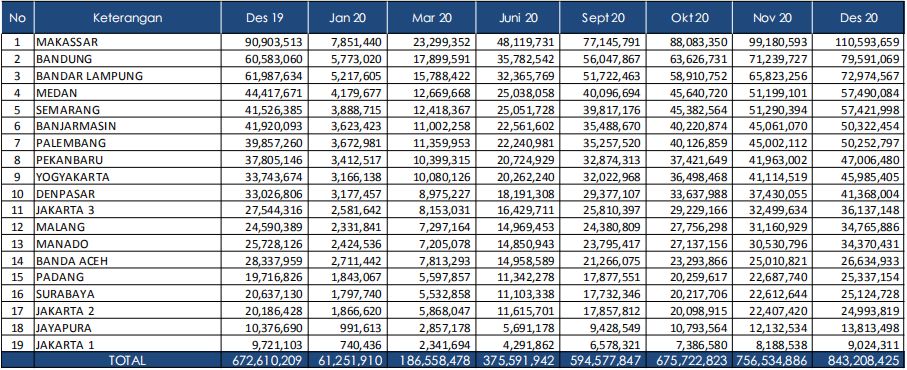 No Keterangan Des 19 Jan 20 Mar 20 Juni 20 Sept 20 Okt 20 Nov 20 Des 20
1 MAKASSAR 90,903,513 7,851,440 23,299,352 48,119,731 77,145,791 88,083,350 99,180,593 110,593,659
2 BANDUNG 60,583,060 5,773,020 17,899,591 35,782,542 56,047,867 63,626,731 71,239,727 79,591,069
3 BANDAR LAMPUNG 61,987,634 5,217,605 15,788,422 32,365,769 51,722,463 58,910,752 65,823,256 72,974,567
4 MEDAN 44,417,671 4,179,677 12,669,668 25,038,058 40,096,694 45,640,720 51,199,101 57,490,084
5 SEMARANG 41,526,385 3,888,715 12,418,367 25,051,728 39,817,176 45,382,564 51,290,394 57,421,998
6 BANJARMASIN 41,920,093 3,623,423 11,002,258 22,561,602 35,488,670 40,220,874 45,061,070 50,322,454
7 PALEMBANG 39,857,260 3,672,981 11,359,953 22,240,981 35,257,520 40,126,859 45,002,112 50,252,797
8 PEKANBARU 37,805,146 3,412,517 10,399,315 20,724,929 32,874,313 37,421,649 41,963,002 47,006,480
9 YOGYAKARTA 33,743,674 3,166,138 10,080,126 20,262,240 32,022,968 36,498,468 41,114,519 45,985,405
10 DENPASAR 33,026,806 3,177,457 8,975,227 18,191,308 29,377,107 33,637,988 37,430,055 41,368,004
11 JAKARTA 3 27,544,316 2,581,642 8,153,031 16,429,711 25,810,397 29,229,166 32,499,634 36,137,148
12 MALANG 24,590,389 2,331,841 7,297,164 14,969,453 24,380,809 27,756,298 31,160,929 34,765,886
13 MANADO 25,728,126 2,424,536 7,205,078 14,850,943 23,795,417 27,137,156 30,530,796 34,370,431
14 BANDA ACEH 28,337,959 2,711,442 7,813,293 14,958,589 21,266,075 23,293,866 25,010,821 26,634,933
15 PADANG 19,716,826 1,843,067 5,597,857 11,342,278 17,877,551 20,259,617 22,687,740 25,337,154
16 SURABAYA 20,637,130 1,797,740 5,532,858 11,103,338 17,732,346 20,217,706 22,612,644 25,124,728
17 JAKARTA 2 20,186,428 1,866,620 5,868,047 11,615,701 17,857,812 20,098,915 22,407,420 24,993,819
18 JAYAPURA 10,376,690 991,613 2,857,178 5,691,178 9,428,549 10,793,564 12,132,534 13,813,498
19 JAKARTA 1 9,721,103 740,436 2,341,694 4,291,862 6,578,321 7,386,580 8,188,538 9,024,311
TOTAL 672,610,209 61,251,910 186,558,478 375,591,942 594,577,847 675,722,823 756,534,886 843,208,425